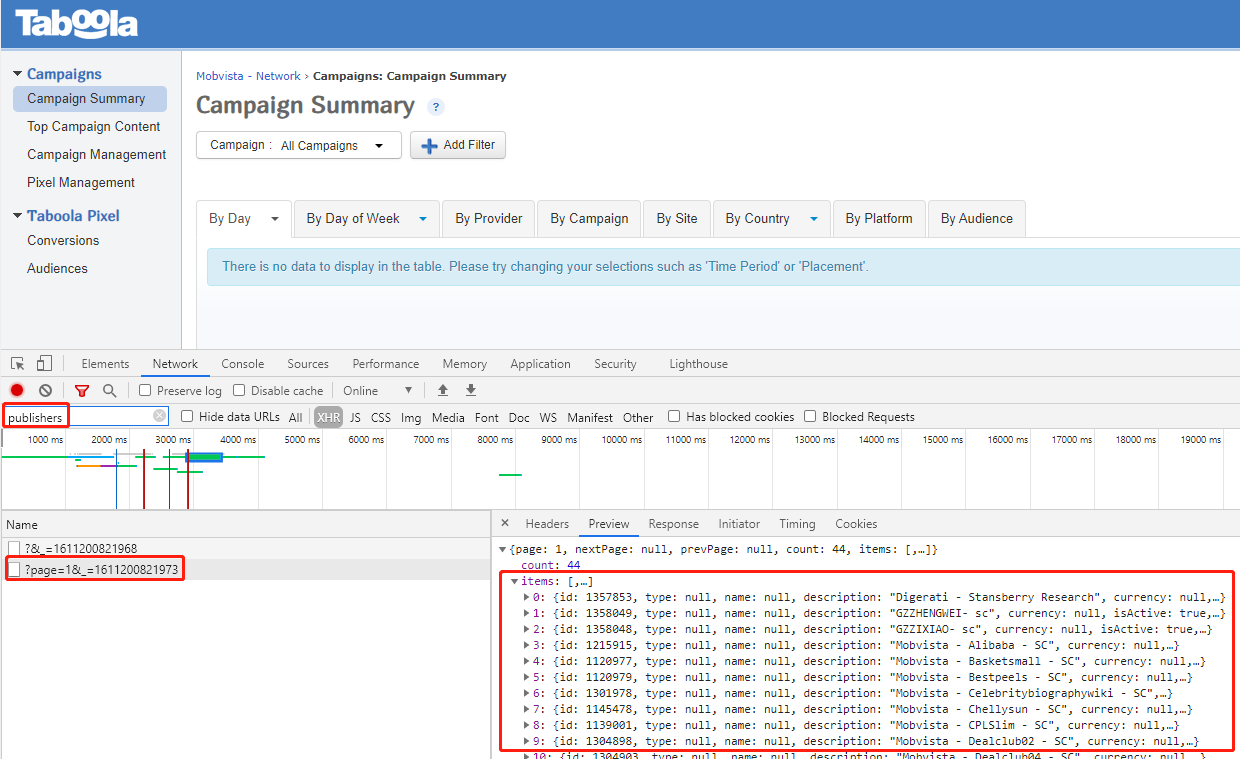 Taboola
Campaigns
Campaign Summary
Top Campaign Content
Campaign Management
Pixel Management
Taboola Pixel
Conversions
Audiences
Mobvista - Network › Campaigns: Campaign Summary
Campaign Summary ?
Campaign : All Campaigns Add Filter
By Day By Day of Week By Provider By Campaign By Site By Country By Platform By Audience
There is no data to display in the table. Please try changing your selections such as 'Time Period' or 'Placement'.
Elements Network Console Sources Performance Memory Application Security Lighthouse
Preserve log Disable cache Online
publishers Hide data URLs All XHR JS CSS Img Media Font Doc WS Manifest Other Has blocked cookies Blocked Requests
1000 ms 2000 ms 3000 ms 4000 ms 5000 ms 6000 ms 7000 ms 8000 ms 9000 ms 10000 ms 11000 ms 12000 ms 13000 ms 14000 ms 15000 ms 16000 ms 17000 ms 18000 ms 19000 ms
Name
?&_=1611200821968
?page=1&_=1611200821973
× Headers Preview Response Initiator Timing Cookies
{page: 1, nextPage: null, prevPage: null, count: 44, items: [,…]}
count: 44
items: [,…]
0: {id: 1357853, type: null, name: null, description: "Digerati - Stansberry Research", currency: null,…}
1: {id: 1358049, type: null, name: null, description: "GZZHENGWEI- sc", currency: null, isActive: true,…}
2: {id: 1358048, type: null, name: null, description: "GZZIXIAO- sc", currency: null, isActive: true,…}
3: {id: 1215915, type: null, name: null, description: "Mobvista - Alibaba - SC", currency: null,…}
4: {id: 1120977, type: null, name: null, description: "Mobvista - Basketsmall - SC", currency: null,…}
5: {id: 1120979, type: null, name: null, description: "Mobvista - Bestpeels - SC", currency: null,…}
6: {id: 1301978, type: null, name: null, description: "Mobvista - Celebritybiographywiki - SC",…}
7: {id: 1145478, type: null, name: null, description: "Mobvista - Chellysun - SC", currency: null,…}
8: {id: 1139001, type: null, name: null, description: "Mobvista - CPLSlim - SC", currency: null,…}
9: {id: 1304898, type: null, name: null, description: "Mobvista - Dealclub02 - SC", currency: null,…}
10: {id: 1304903, type: null, name: null, description: "Mobvista - Dealclub04 - SC", currency: null,…}